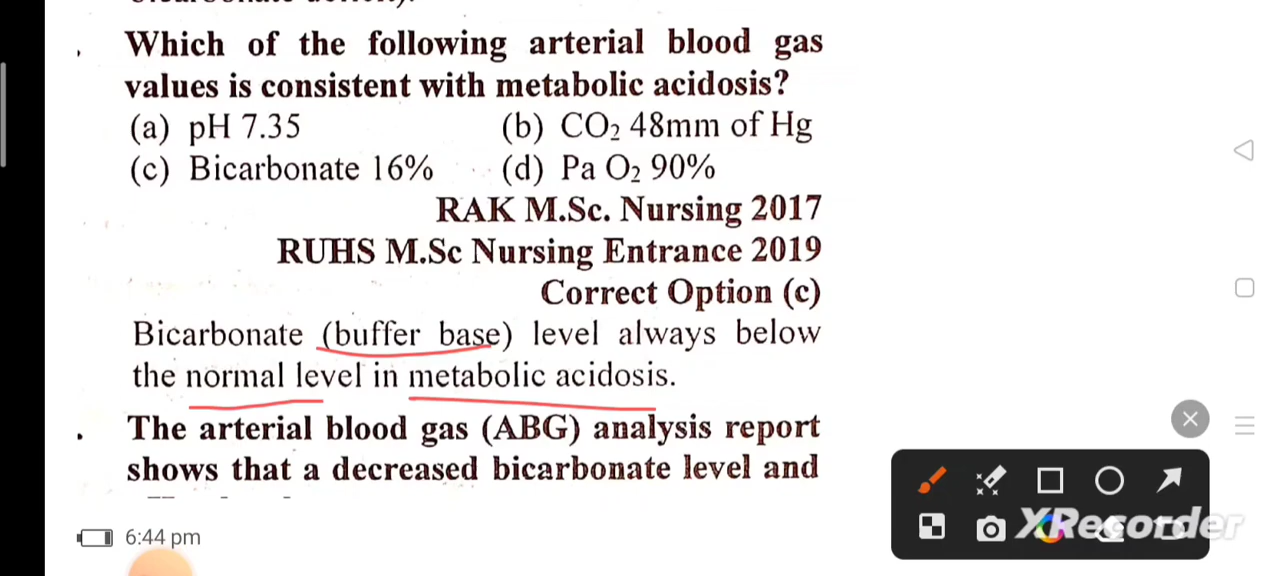 Which of the following arterial blood gas
values is consistent with metabolic acidosis?
(a) pH 7.35 (b) CO₂ 48mm of Hg
(c) Bicarbonate 16% (d) Pa O₂ 90%
RAK M.Sc. Nursing 2017
RUHS M.Sc Nursing Entrance 2019
Correct Option (c)
Bicarbonate (buffer base) level always below
the normal level in metabolic acidosis.
The arterial blood gas (ABG) analysis report
shows that a decreased bicarbonate level and
6:44 pm
XRecorder